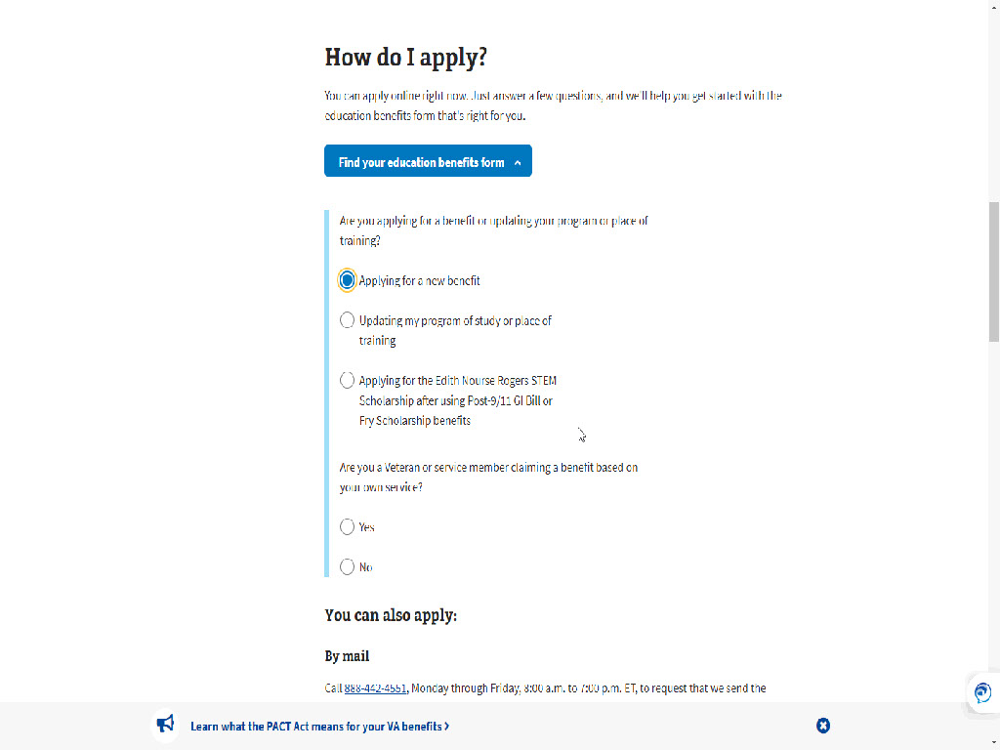 How do I apply?
You can apply online right now. Just answer a few questions, and we'll help you get started with the
education benefits form that's right for you.
Find your education benefits form
Are you applying for a benefit or updating your program or place of
training?
Applying for a new benefit
Updating my program of study or place of
training
Applying for the Edith Nourse Rogers STEM
Scholarship after using Post-9/11 GI Bill or
Fry Scholarship benefits
Are you a Veteran or service member claiming a benefit based on
your own service?
Yes
No
You can also apply:
By mail
Call 888-442-4551, Monday through Friday, 8:00 a.m. to 7:00 p.m. ET, to request that we send the
Learn what the PACT Act means for your VA benefits